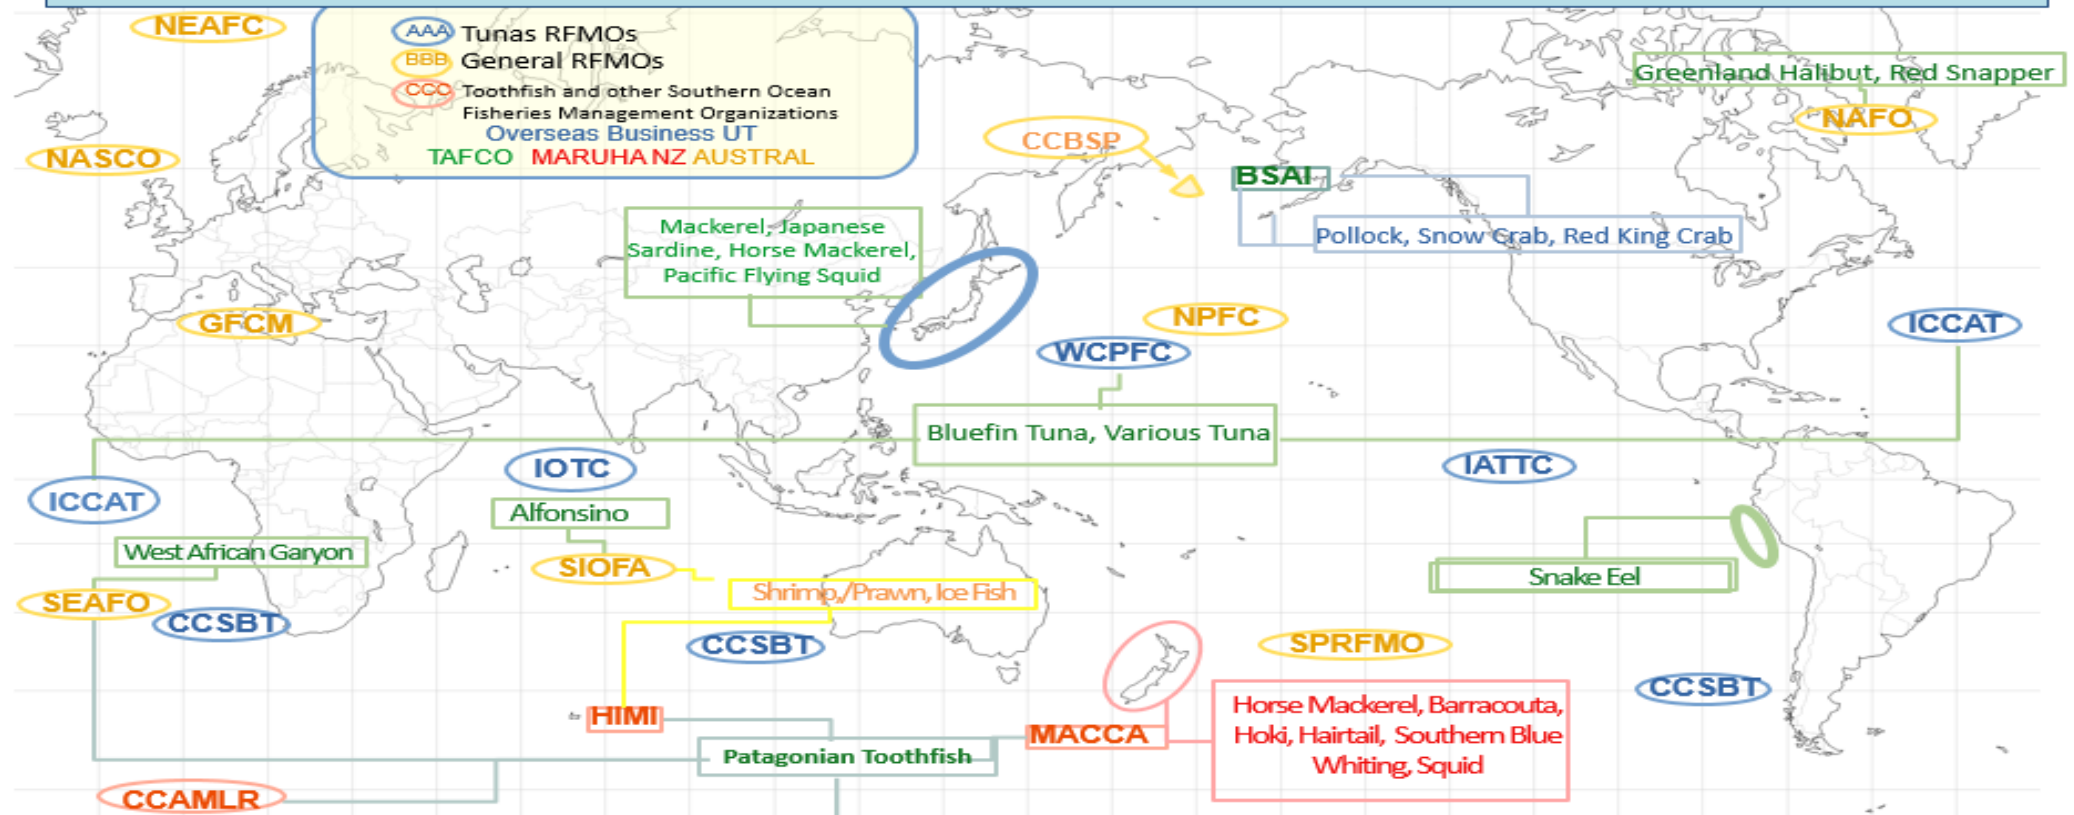 NEAFC
AAA Tunas RFMOs
BBB General RFMOs
CCC Toothfish and other Southern Ocean
Fisheries Management Organizations
Overseas Business UT
TAFCO MARUHA NZ AUSTRAL
Greenland Halibut, Red Snapper
NAFO
NASCO
CCBSP
BSAI
Pollock, Snow Crab, Red King Crab
Mackerel, Japanese
Sardine, Horse Mackerel,
Pacific Flying Squid
GFCM
NPFC
ICCAT
WCPFC
Bluefin Tuna, Various Tuna
IOTC
IATTC
ICCAT
Alfonsino
West African Garyon
SIOFA
Snake Eel
Shrimp,/Prawn, Ice Fish
SEAFO
CCSBT
CCSBT
SPRFMO
CCSBT
HIMI
MACCA
Horse Mackerel, Barracouta,
Hoki, Hairtail, Southern Blue
Whiting, Squid
Patagonian Toothfish
CCAMLR